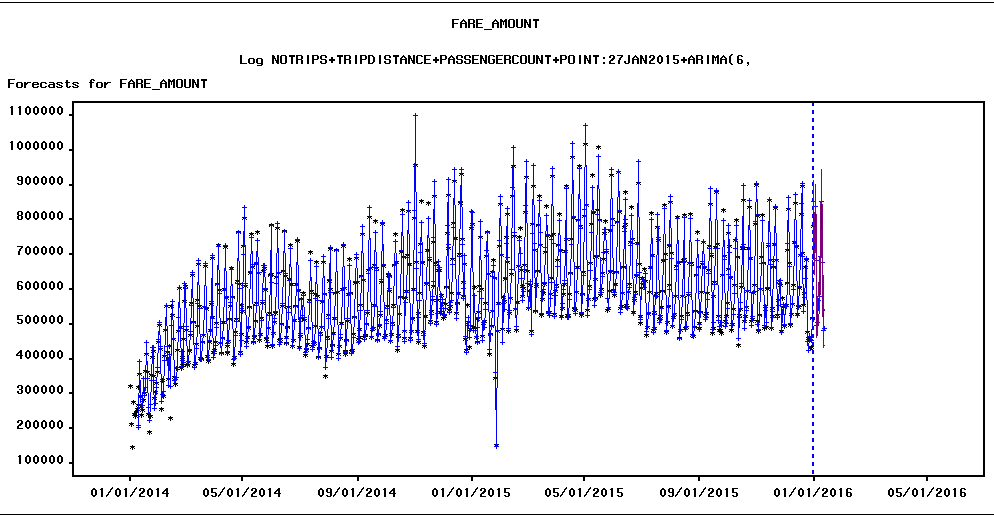 FARE_AMOUNT
Log NOTRIPS+TRIPDISTANCE+PASSENGERCOUNT+POINT:27JAN2015+ARIMA(6,
Forecasts for FARE_AMOUNT
1100000
1000000
900000
800000
700000
600000
500000
400000
300000
200000
100000
01/01/2014 05/01/2014 09/01/2014 01/01/2015 05/01/2015 09/01/2015 01/01/2016 05/01/2016